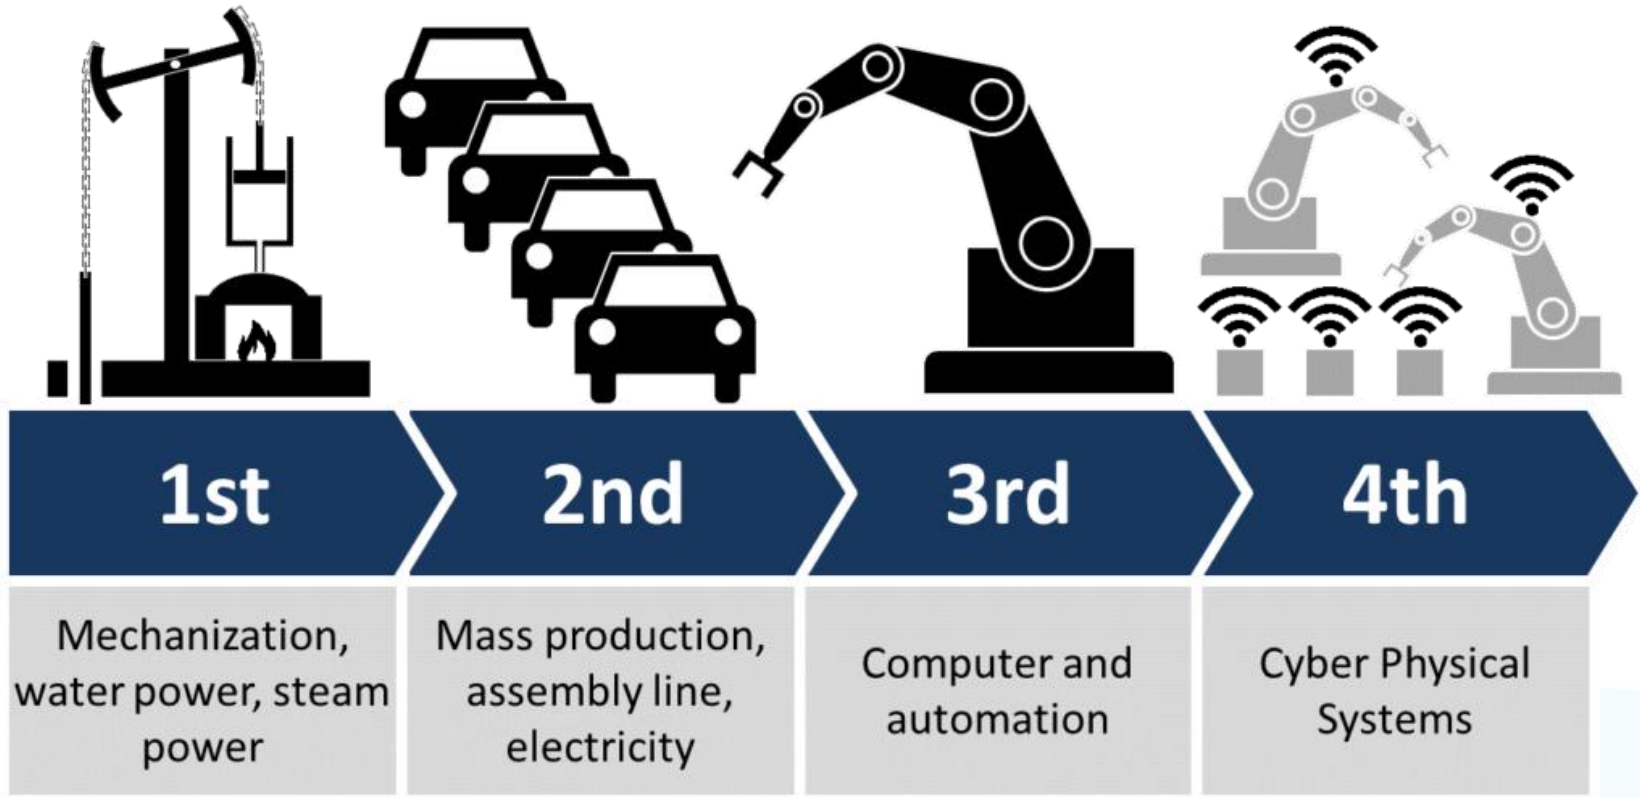 1st
2nd
3rd
4th
Mechanization,
water power, steam
power
Mass production,
assembly line,
electricity
Computer and
automation
Cyber Physical
Systems